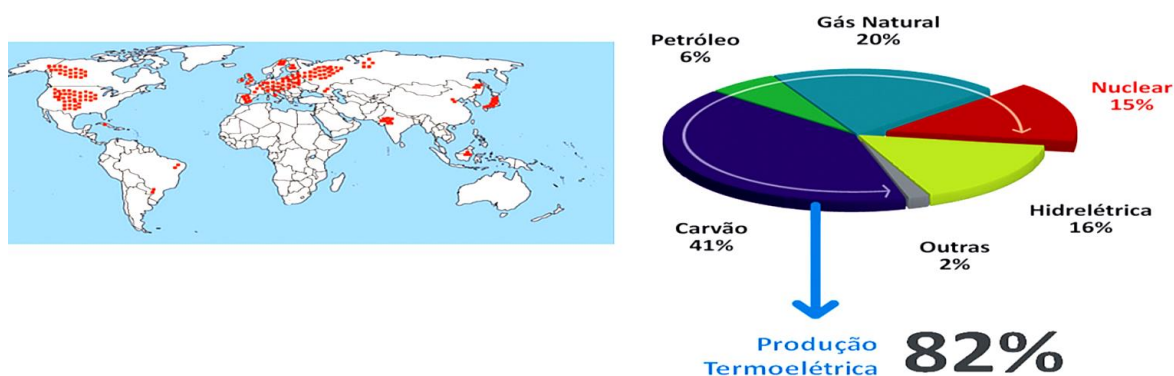 Gás Natural
20%
Petróleo
6%
Nuclear
15%
Hidrelétrica
16%
Outras
2%
Carvão
41%
Produção
Termoelétrica
82%